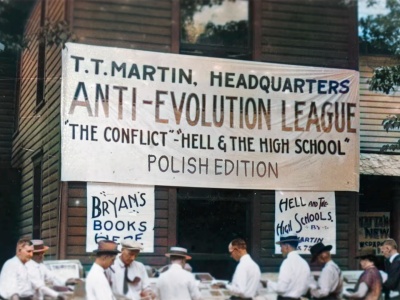 T.T. MARTIN, HEADQUARTERS
ANTI-EVOLUTION LEAGUE
"THE CONFLICT"-"HELL & THE HIGH SCHOOL"
POLISH EDITION
BRYAN'S
BOOKS
HERE
HELL AND THE
HIGH SCHOOLS.
BY
MARTIN